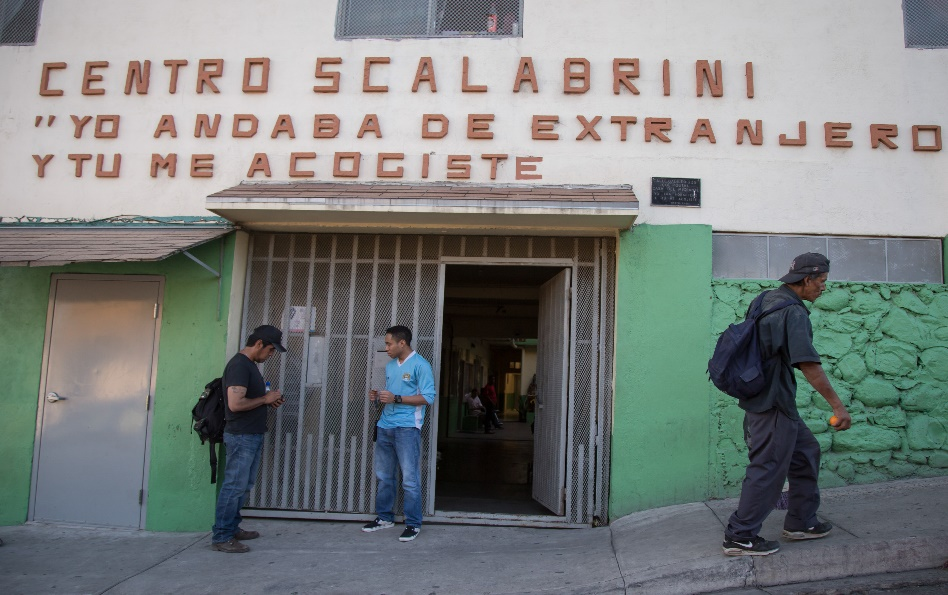 CENTRO SCALABRINI
"YO ANDABA DE EXTRANJERO
Y TU ME ACOGISTE